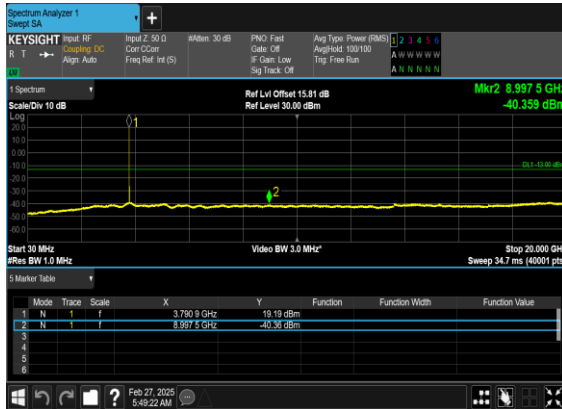 Spectrum Analyzer 1
Swept SA
+
KEYSIGHT Input: RF Input Z: 50 Ω #Atten: 30 dB PNO: Fast Avg Type: Power (RMS) 1 2 3 4 5 6
R T Coupling: DC Corr CCorr Gate: Off Avg|Hold: 100/100 A W W W W W
Align: Auto Freq Ref: Int (S) IF Gain: Low Trig: Free Run
Sig Track: Off A N N N N N
1 Spectrum
Scale/Div 10 dB Ref Lvl Offset 15.81 dB Mkr2 8.997 5 GHz
Ref Level 30.00 dBm -40.359 dBm
Log
20.0
10.0
0.00
-10.0
-20.0
-30.0
-40.0
-50.0
-60.0
1
DL1 -13.00 dBm
2
Start 30 MHz Video BW 3.0 MHz* Stop 20.000 GHz
#Res BW 1.0 MHz Sweep 34.7 ms (40001 pts)
5 Marker Table
Mode Trace Scale X Y Function Function Width Function Value
1 N 1 f 3.790 9 GHz 19.19 dBm
2 N 1 f 8.997 5 GHz -40.36 dBm
3
4
5
6
? Feb 27, 2025
5:49:22 AM